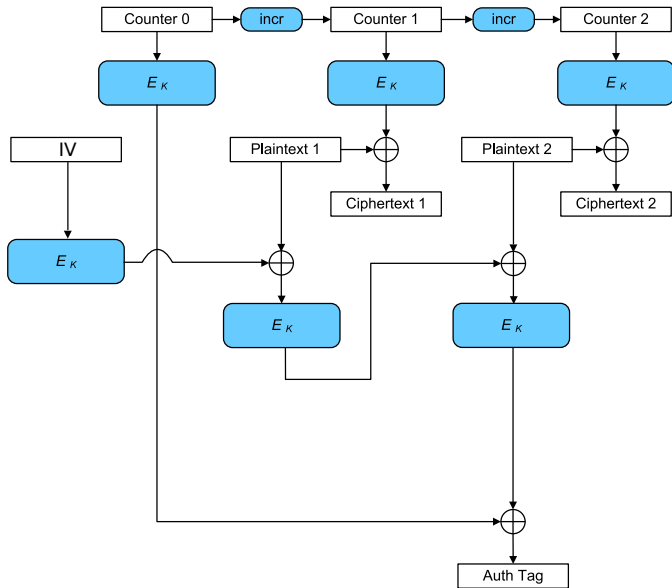 Counter 0
incr
Counter 1
incr
Counter 2
E K
E K
E K
IV
Plaintext 1
Plaintext 2
Ciphertext 1
Ciphertext 2
E K
E K
E K
Auth Tag